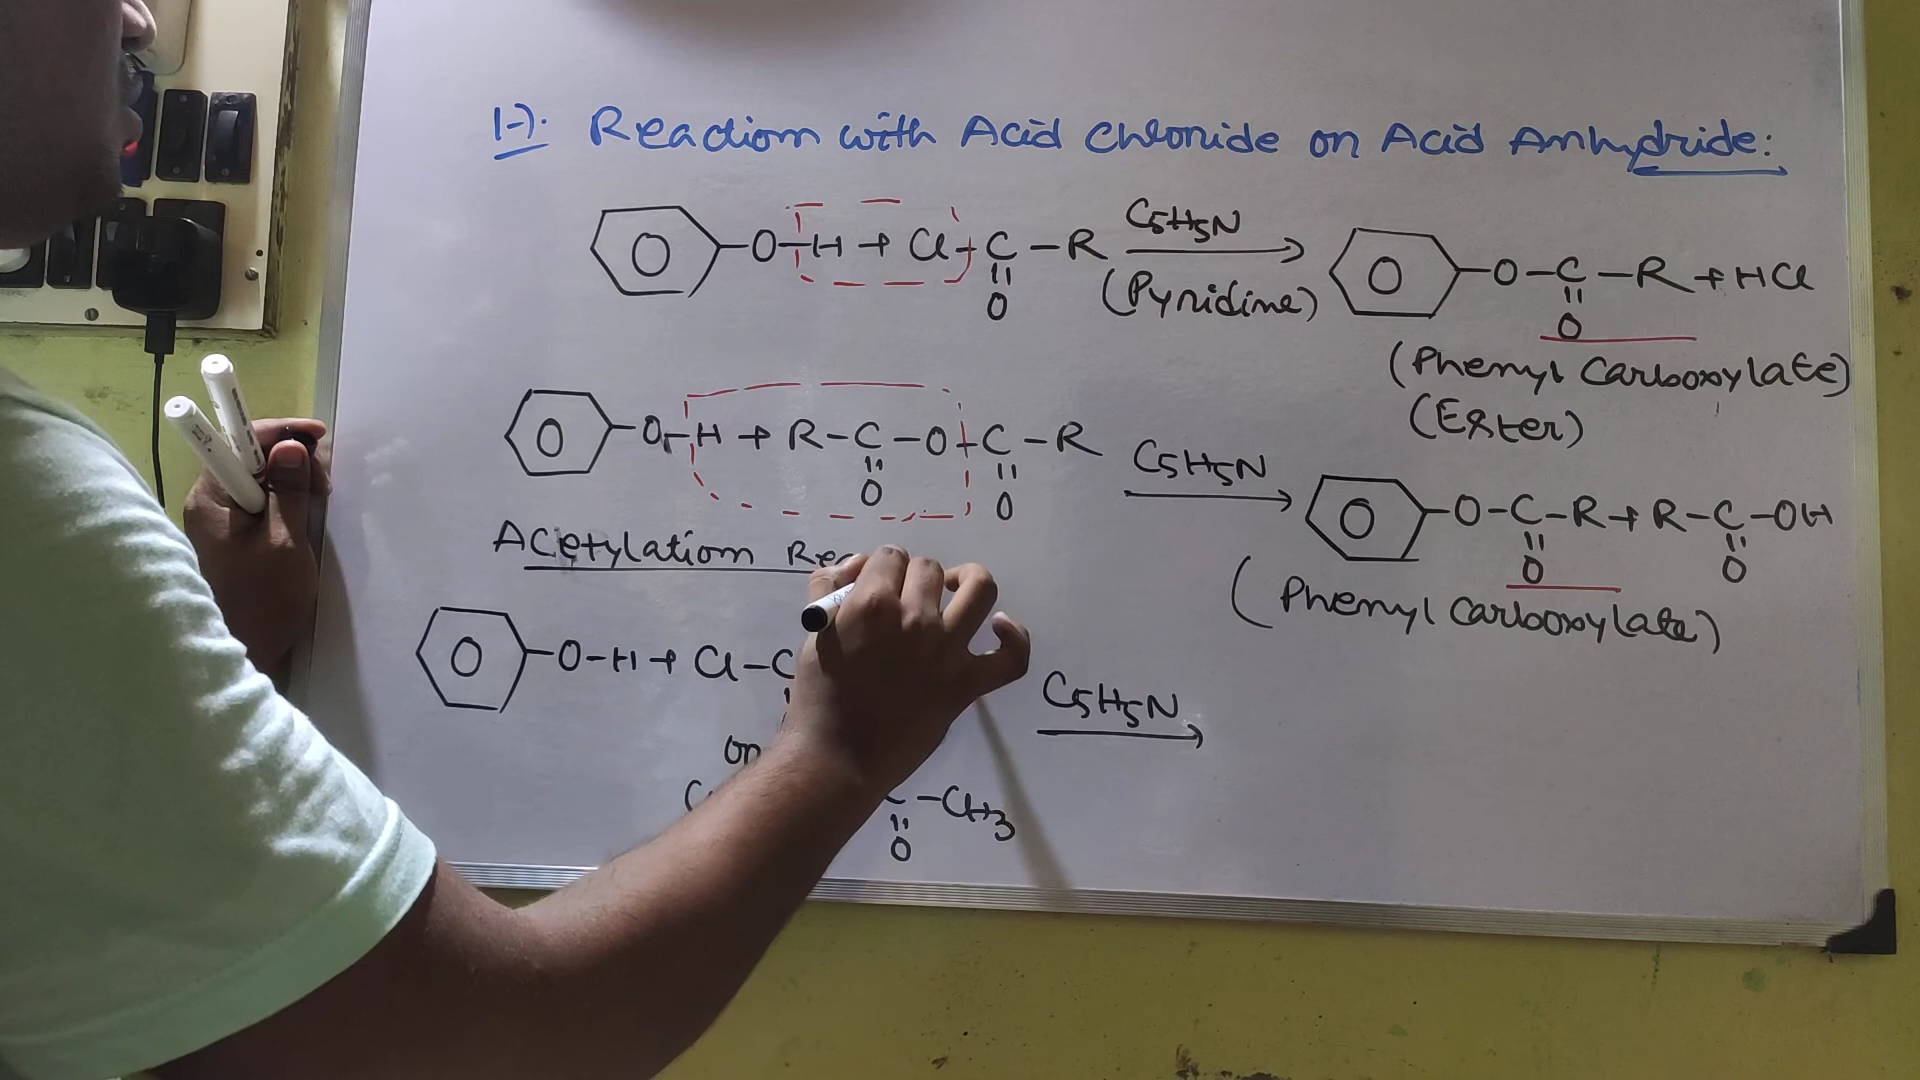 1-). Reaction with Acid Chloride or Acid Anhydride:
O-H + Cl-C-R C5H5N O-C-R + HCl
O (Pyridine) O
(Phenyl Carboxylate)
(Ester)
O-H + R-C-O-C-R C5H5N O-C-R + R-C-OH
O O O O
(Phenyl Carboxylate)
Acetylation
O-H + Cl-C C5H5N
or
-CH3
O